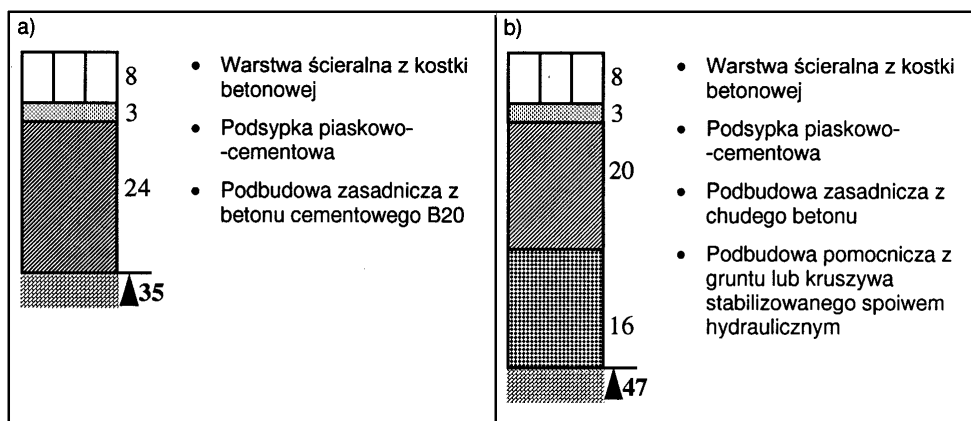 a)
8
3
24
35
• Warstwa ścieralna z kostki
betonowej
• Podsypka piaskowo-
-cementowa
• Podbudowa zasadnicza z
betonu cementowego B20
b)
8
3
20
16
47
• Warstwa ścieralna z kostki
betonowej
• Podsypka piaskowo-
-cementowa
• Podbudowa zasadnicza z
chudego betonu
• Podbudowa pomocnicza z
gruntu lub kruszywa
stabilizowanego spoiwem
hydraulicznym